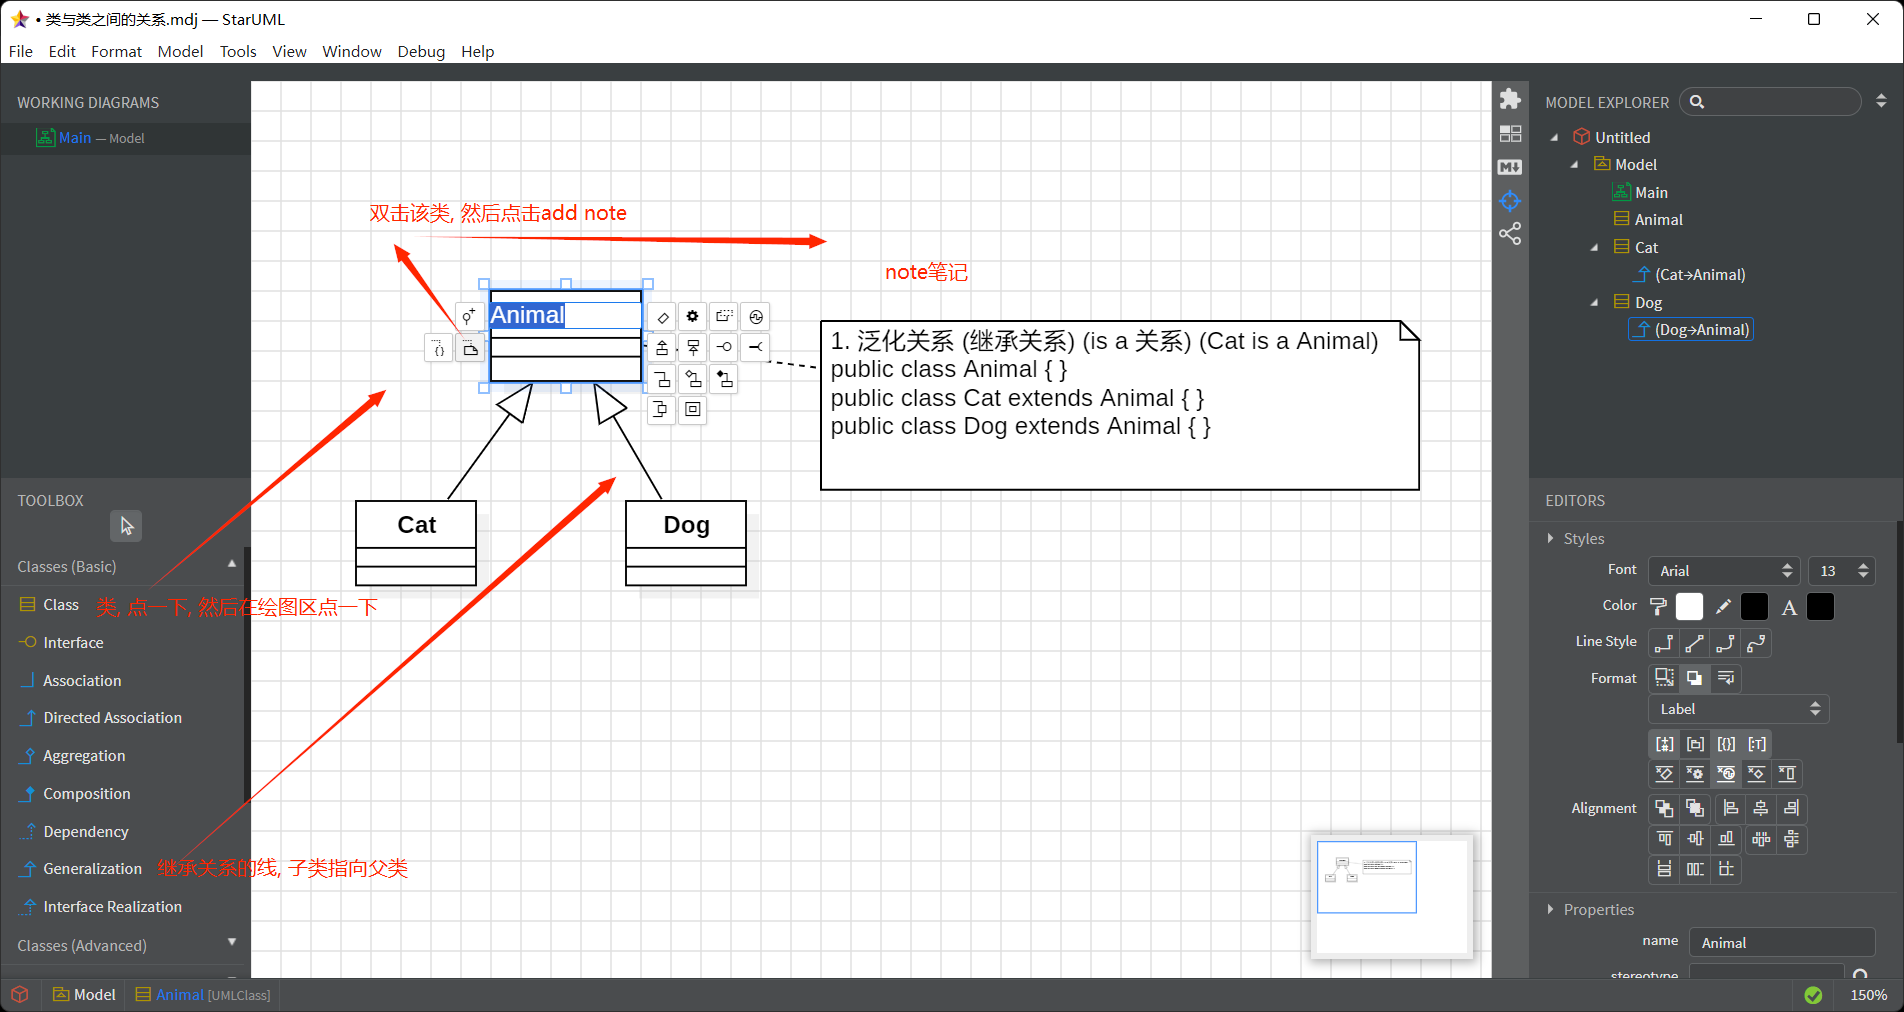 • 类与类之间的关系.mdj — StarUML
File Edit Format Model Tools View Window Debug Help
WORKING DIAGRAMS
Main — Model
TOOLBOX
Classes (Basic)
Class
类, 点一下, 然后在绘图区点一下
Interface
Association
Directed Association
Aggregation
Composition
Dependency
Generalization
继承关系的线, 子类指向父类
Interface Realization
Classes (Advanced)
双击该类, 然后点击add note
note笔记
Animal
1. 泛化关系 (继承关系) (is a 关系) (Cat is a Animal)
public class Animal { }
public class Cat extends Animal { }
public class Dog extends Animal { }
Cat
Dog
MODEL EXPLORER
Untitled
Model
Main
Animal
Cat
(Cat→Animal)
Dog
(Dog→Animal)
EDITORS
Styles
Font Arial 13
Color A
Line Style
Format
Label
Alignment
Properties
name Animal
stereotype
Model Animal [UMLClass] 150%